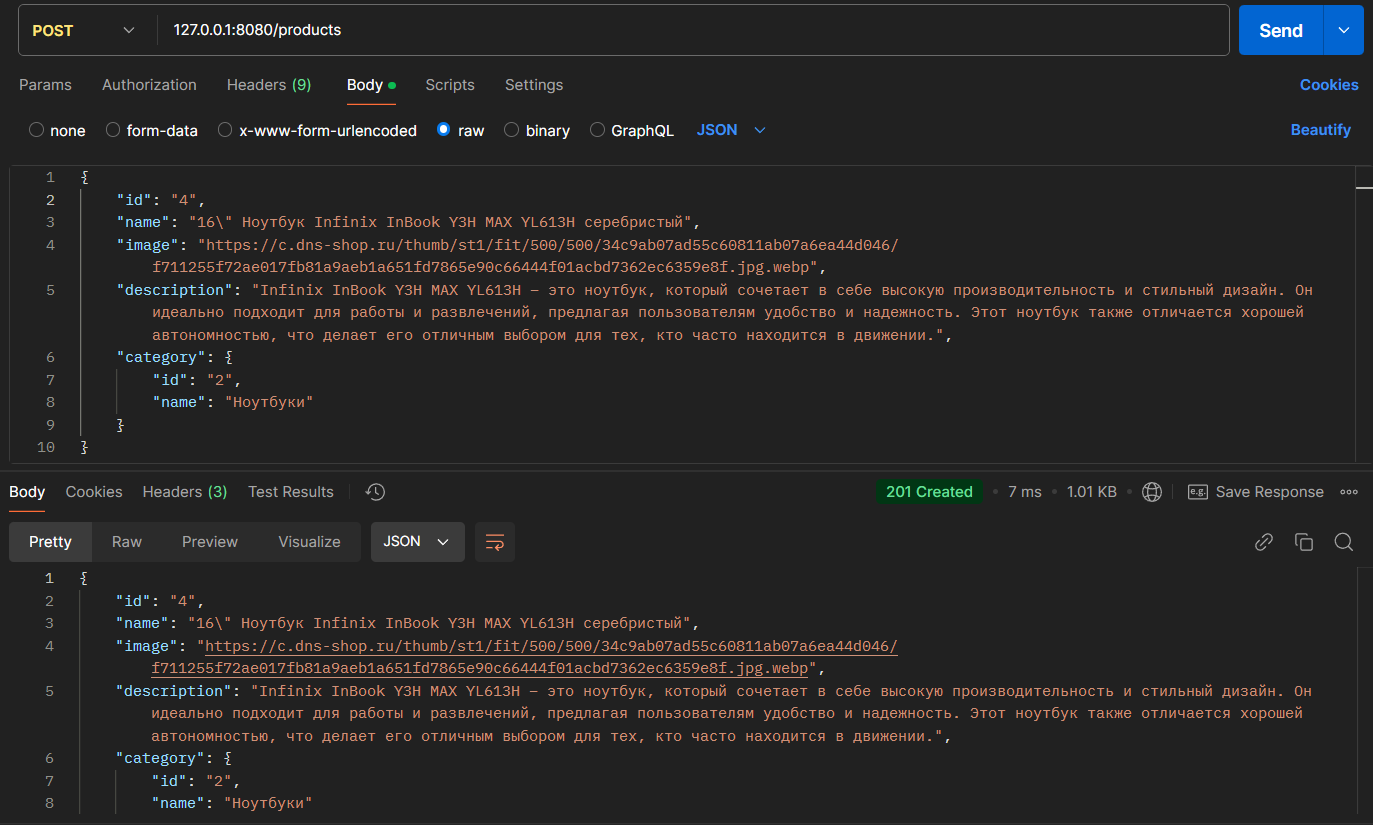 POST 127.0.0.1:8080/products Send
Params Authorization Headers (9) Body Scripts Settings Cookies
none form-data x-www-form-urlencoded raw binary GraphQL JSON Beautify
1 {
2 "id": "4",
3 "name": "16\" Ноутбук Infinix InBook Y3H MAX YL613H серебристый",
4 "image": "https://c.dns-shop.ru/thumb/st1/fit/500/500/34c9ab07ad55c60811ab07a6ea44d046/
f711255f72ae017fb81a9aeb1a651fd7865e90c66444f01acbd7362ec6359e8f.jpg.webp",
5 "description": "Infinix InBook Y3H MAX YL613H – это ноутбук, который сочетает в себе высокую производительность и стильный дизайн. Он
идеально подходит для работы и развлечений, предлагая пользователям удобство и надежность. Этот ноутбук также отличается хорошей
автономностью, что делает его отличным выбором для тех, кто часто находится в движении.",
6 "category": {
7 "id": "2",
8 "name": "Ноутбуки"
9 }
10 }
Body Cookies Headers (3) Test Results 201 Created 7 ms 1.01 KB e.g. Save Response
Pretty Raw Preview Visualize JSON
1 {
2 "id": "4",
3 "name": "16\" Ноутбук Infinix InBook Y3H MAX YL613H серебристый",
4 "image": "https://c.dns-shop.ru/thumb/st1/fit/500/500/34c9ab07ad55c60811ab07a6ea44d046/
f711255f72ae017fb81a9aeb1a651fd7865e90c66444f01acbd7362ec6359e8f.jpg.webp",
5 "description": "Infinix InBook Y3H MAX YL613H – это ноутбук, который сочетает в себе высокую производительность и стильный дизайн. Он
идеально подходит для работы и развлечений, предлагая пользователям удобство и надежность. Этот ноутбук также отличается хорошей
автономностью, что делает его отличным выбором для тех, кто часто находится в движении.",
6 "category": {
7 "id": "2",
8 "name": "Ноутбуки"